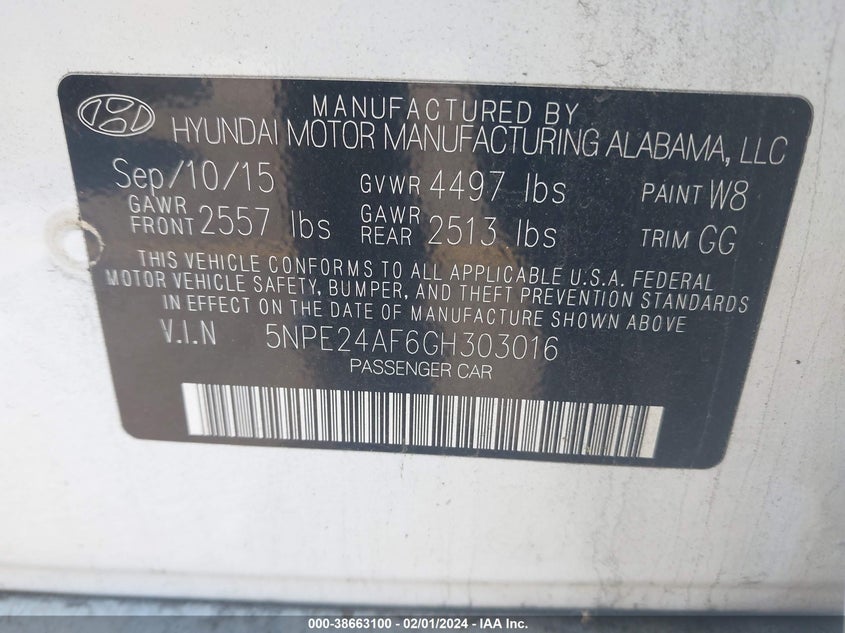 MANUFACTURED BY
HYUNDAI MOTOR MANUFACTURING ALABAMA, LLC
Sep/10/15 GVWR 4497 lbs PAINT W8
GAWR FRONT 2557 lbs GAWR REAR 2513 lbs TRIM GG
THIS VEHICLE CONFORMS TO ALL APPLICABLE U.S.A. FEDERAL
MOTOR VEHICLE SAFETY, BUMPER, AND THEFT PREVENTION STANDARDS
IN EFFECT ON THE DATE OF MANUFACTURE SHOWN ABOVE
V.I.N 5NPE24AF6GH303016
PASSENGER CAR
000-38663100 / 02/01/2024 - IAA Inc.